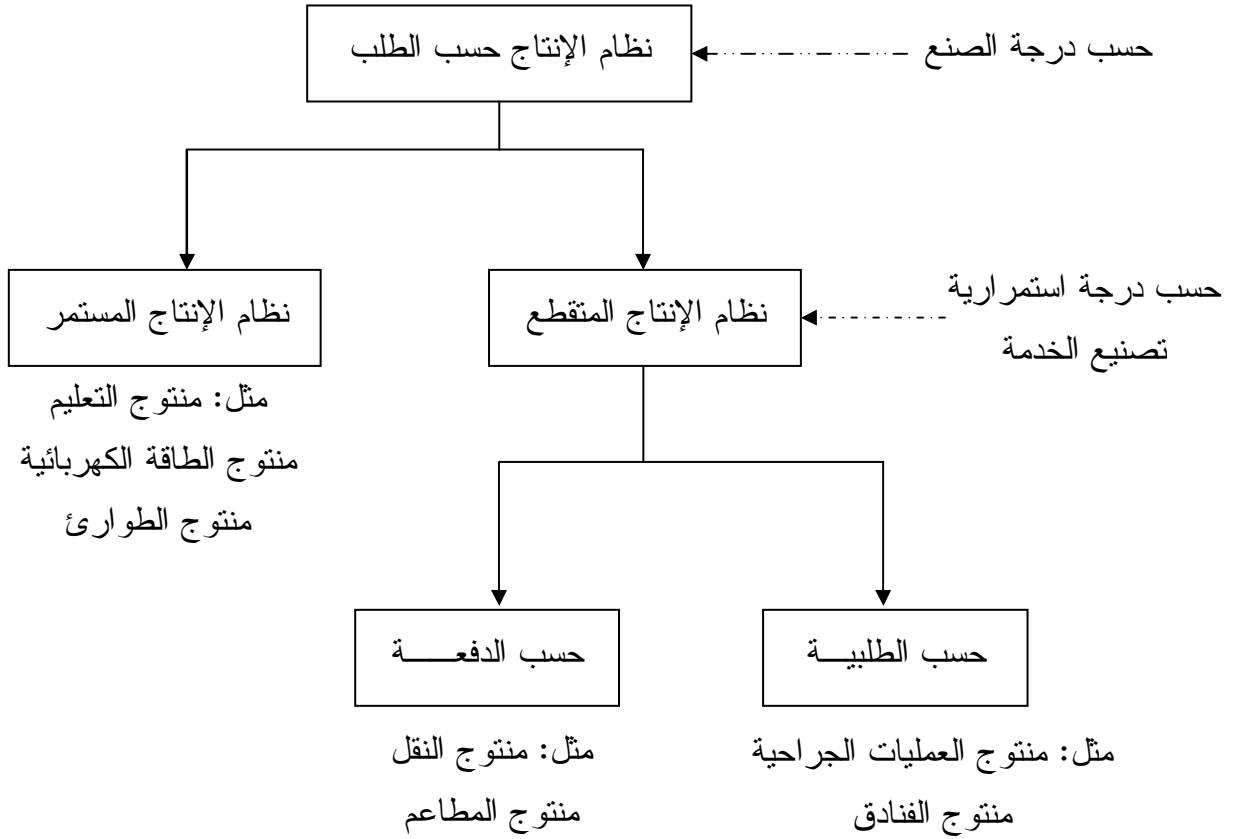 نظام الإنتاج حسب الطلب
حسب درجة الصنع
حسب درجة استمرارية
تصنيع الخدمة
نظام الإنتاج المتقطع
نظام الإنتاج المستمر
مثل: منتوج التعليم
منتوج الطاقة الكهربائية
منتوج الطوارئ
حسب الطلبيـــة
حسب الدفعــــــة
مثل: منتوج العمليات الجراحية
منتوج الفنادق
مثل: منتوج النقل
منتوج المطاعم